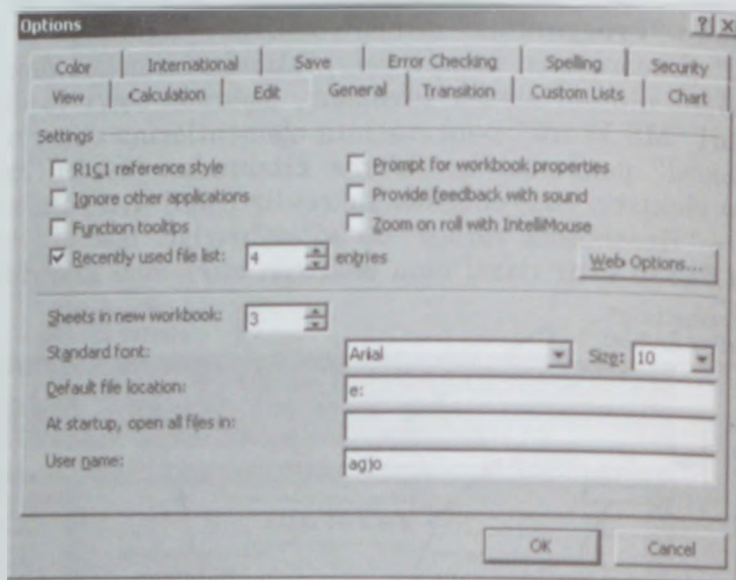 Options
Color International Save Error Checking Spelling Security
View Calculation Edit General Transition Custom Lists Chart
Settings
R1C1 reference style
Prompt for workbook properties
Ignore other applications
Provide feedback with sound
Function tooltips
Zoom on roll with IntelliMouse
Recently used file list: 4 entries
Web Options...
Sheets in new workbook: 3
Standard font: Arial Size: 10
Default file location: e:
At startup, open all files in:
User name: agjo
OK Cancel